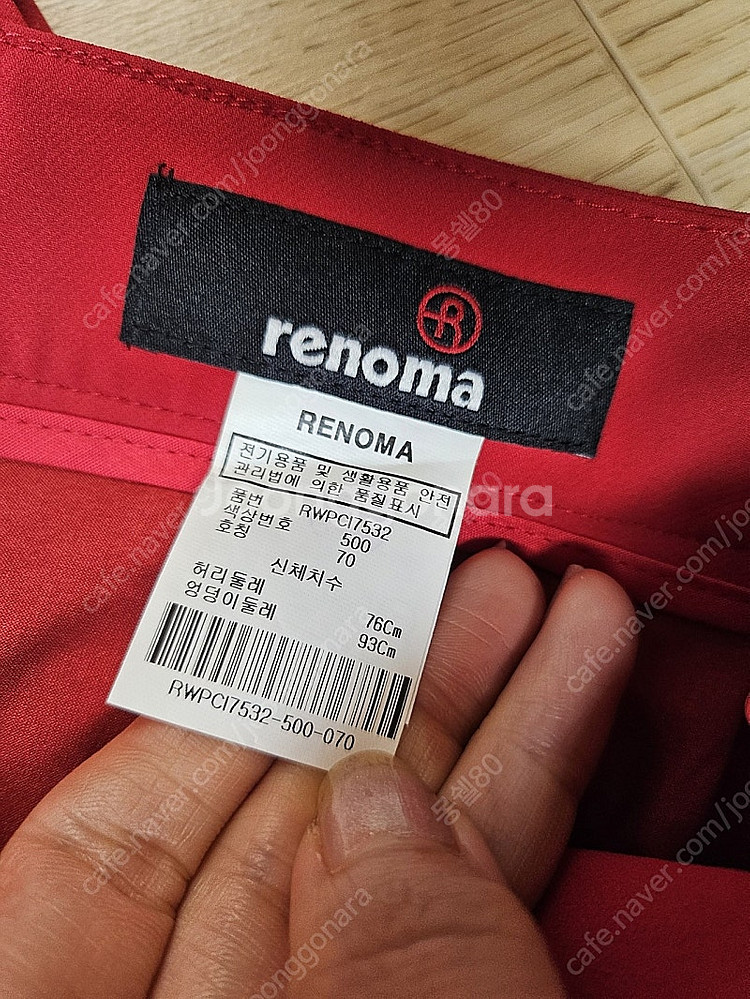 renoma
R
RENOMA
전기용품 및 생활용품 안전
관리법에 의한 품질표시
품번 RWPCI7532
색상번호 500
호칭 70
신체치수
허리둘레 76Cm
엉덩이둘레 93Cm
RWPCI7532-500-070
joonggonara
cafe.naver.com/joonggonara
몽쉘80